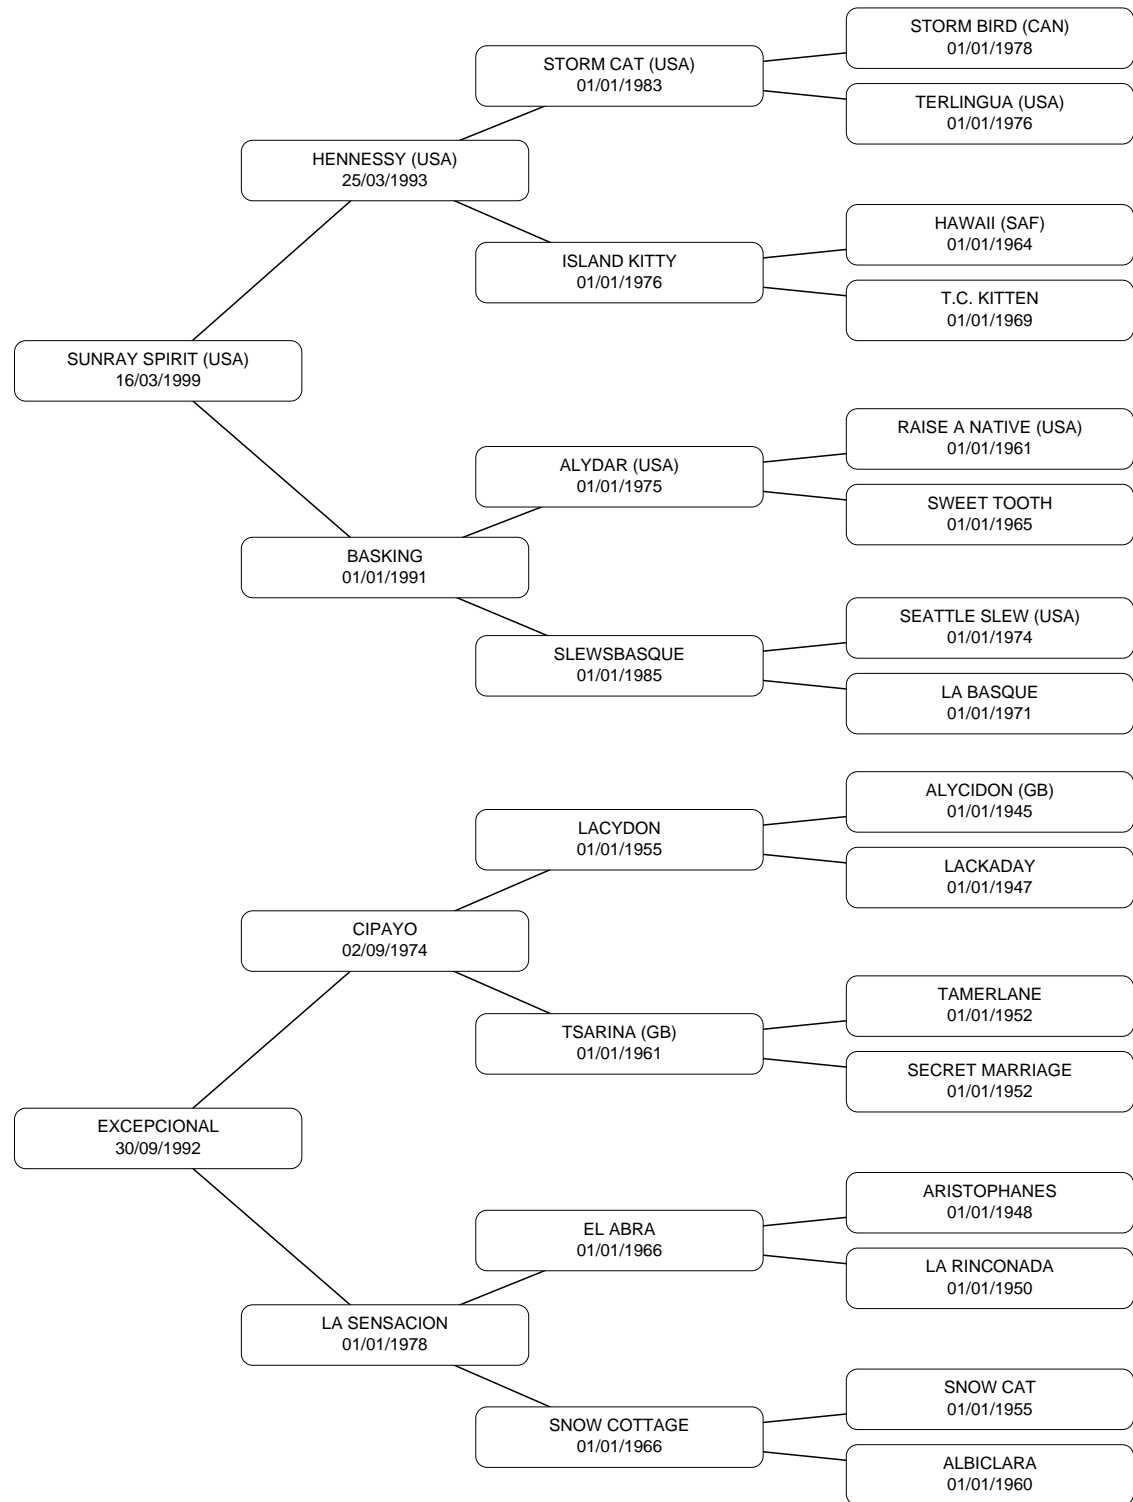 STORM BIRD (CAN)
01/01/1978
STORM CAT (USA)
01/01/1983
TERLINGUA (USA)
01/01/1976
HENNESSY (USA)
25/03/1993
HAWAII (SAF)
01/01/1964
ISLAND KITTY
01/01/1976
T.C. KITTEN
01/01/1969
SUNRAY SPIRIT (USA)
16/03/1999
RAISE A NATIVE (USA)
01/01/1961
ALYDAR (USA)
01/01/1975
SWEET TOOTH
01/01/1965
BASKING
01/01/1991
SEATTLE SLEW (USA)
01/01/1974
SLEWSBASQUE
01/01/1985
LA BASQUE
01/01/1971
ALYCIDON (GB)
01/01/1945
LACYDON
01/01/1955
LACKADAY
01/01/1947
CIPAYO
02/09/1974
TAMERLANE
01/01/1952
TSARINA (GB)
01/01/1961
SECRET MARRIAGE
01/01/1952
EXCEPCIONAL
30/09/1992
ARISTOPHANES
01/01/1948
EL ABRA
01/01/1966
LA RINCONADA
01/01/1950
LA SENSACION
01/01/1978
SNOW CAT
01/01/1955
SNOW COTTAGE
01/01/1966
ALBICLARA
01/01/1960